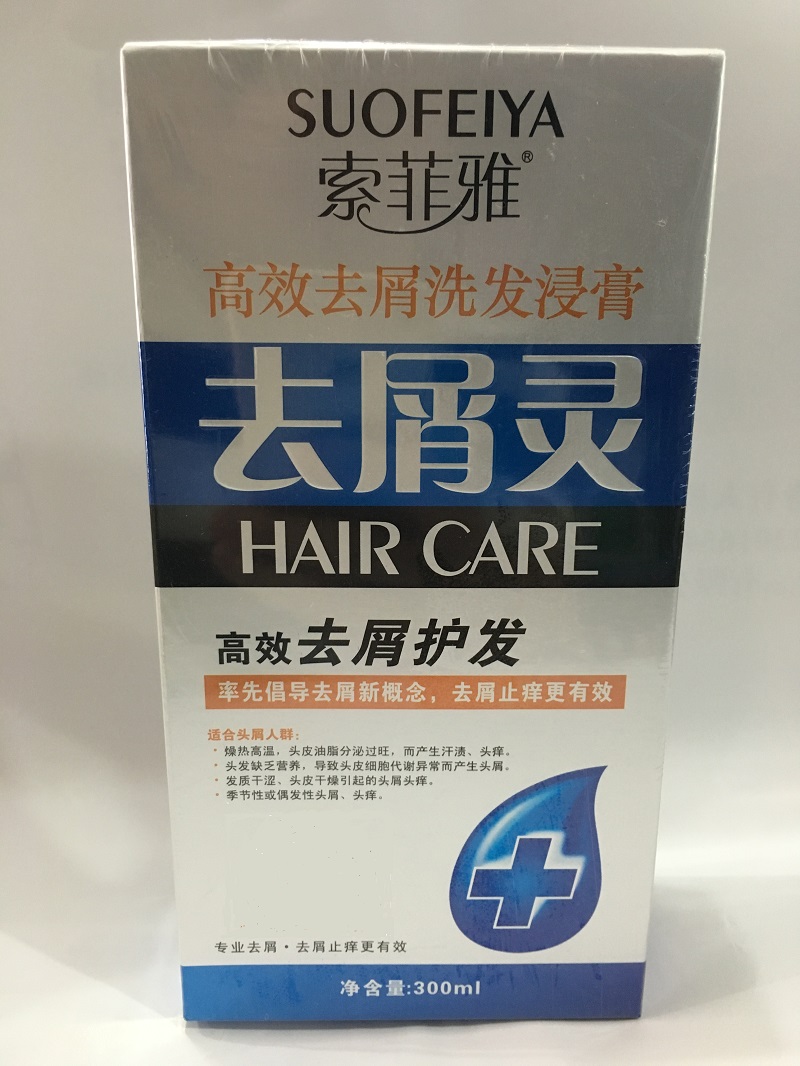 SUOFEIYA
索菲雅®
高效去屑洗发浸膏
去屑灵
HAIR CARE
高效去屑护发
率先倡导去屑新概念，去屑止痒更有效
适合头屑人群：
· 燥热高温，头皮油脂分泌过旺，而产生汗渍、头痒。
· 头发缺乏营养，导致头皮细胞代谢异常而产生头屑。
· 发质干涩、头皮干燥引起的头屑头痒。
· 季节性或偶发性头屑、头痒。
专业去屑·去屑止痒更有效
净含量:300ml